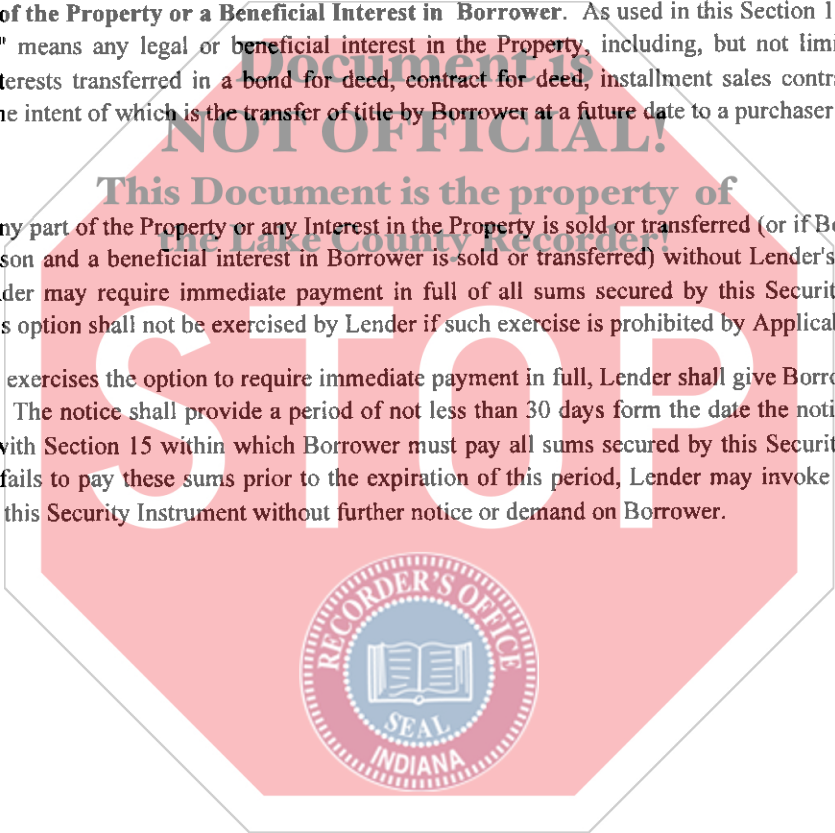 of the Property or a Beneficial Interest in Borrower. As used in this Section 1
" means any legal or beneficial interest in the Property, including, but not limi
Document is
terests transferred in a bond for deed, contract for deed, installment sales contra
ne intent of which is the transfer of title by Borrower at a future date to a purchaser
NOT OFFICIAL!
This Document is the property of
ny part of the Property or any Interest in the Property is sold or transferred (or if Bo
the Lake County Recorder!
son and a beneficial interest in Borrower is sold or transferred) without Lender's
der may require immediate payment in full of all sums secured by this Securit
s option shall not be exercised by Lender if such exercise is prohibited by Applical
STOP
exercises the option to require immediate payment in full, Lender shall give Borro
The notice shall provide a period of not less than 30 days form the date the noti
with Section 15 within which Borrower must pay all sums secured by this Securit
fails to pay these sums prior to the expiration of this period, Lender may invoke
this Security Instrument without further notice or demand on Borrower.
RECORDER'S OFFICE
SEAL
INDIANA